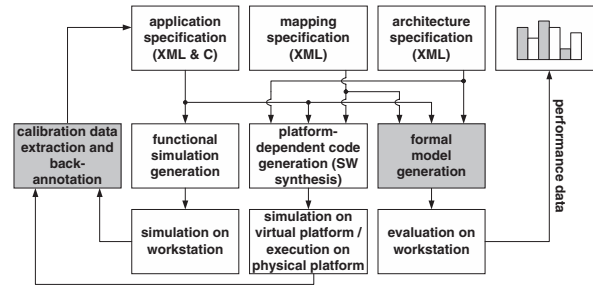 application
specification
(XML & C)
mapping
specification
(XML)
architecture
specification
(XML)
calibration data
extraction and
back-
annotation
functional
simulation
generation
platform-
dependent code
generation (SW
synthesis)
formal
model
generation
performance data
simulation on
workstation
simulation on
virtual platform /
execution on
physical platform
evaluation on
workstation